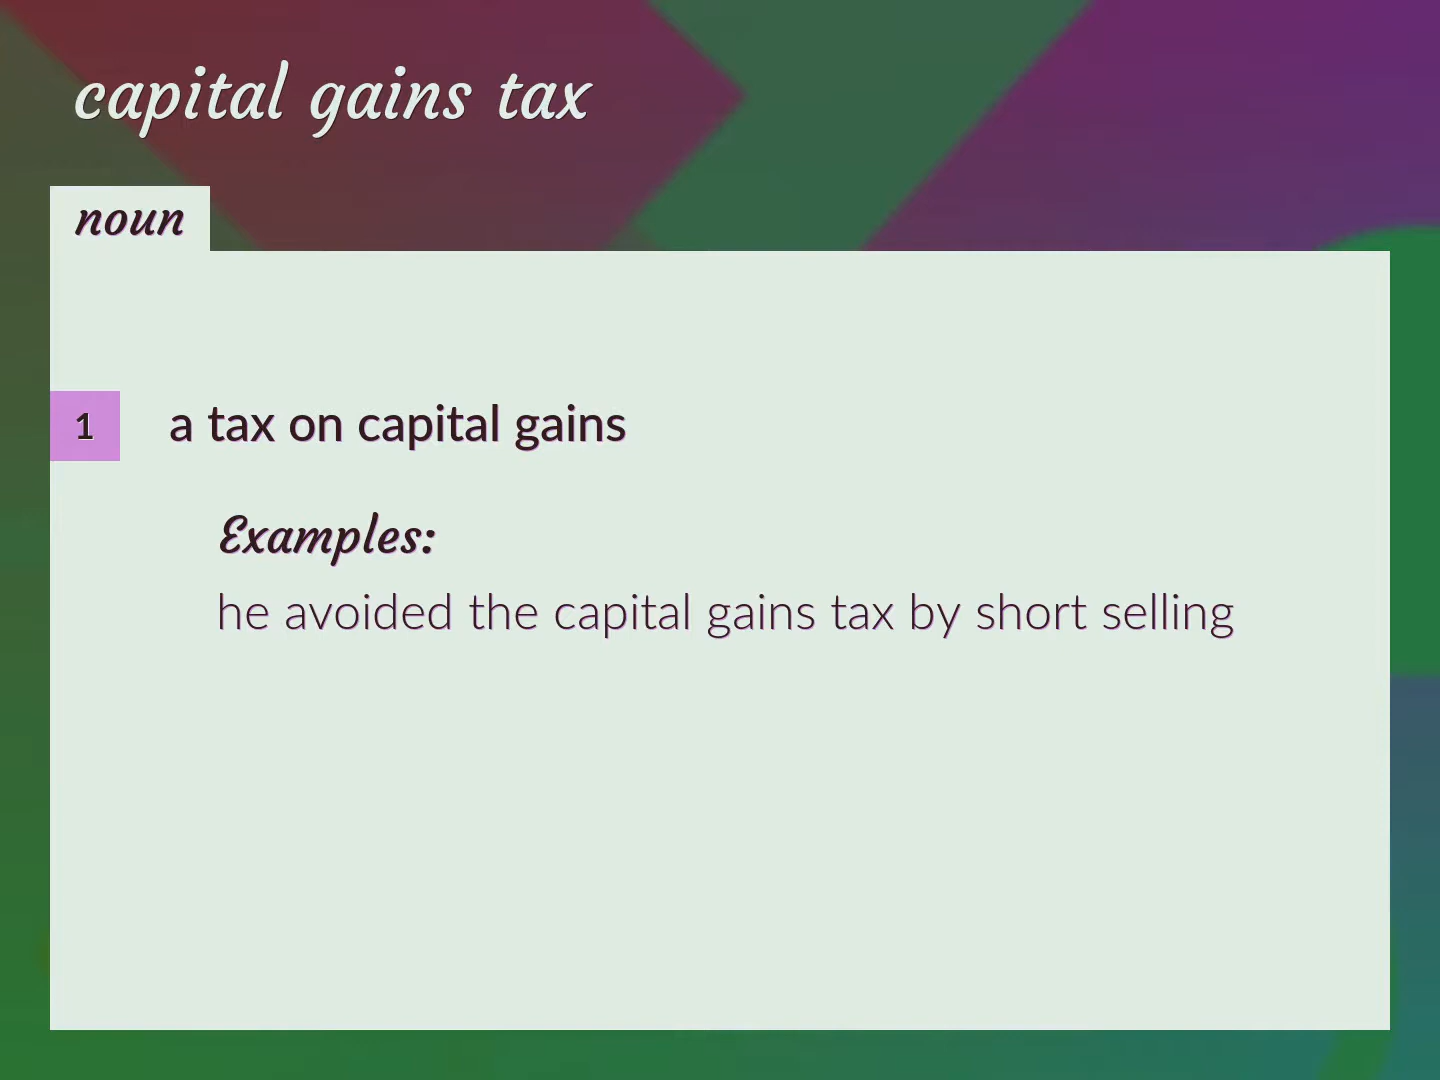 capital gains tax
noun
1 a tax on capital gains
Examples:
he avoided the capital gains tax by short selling